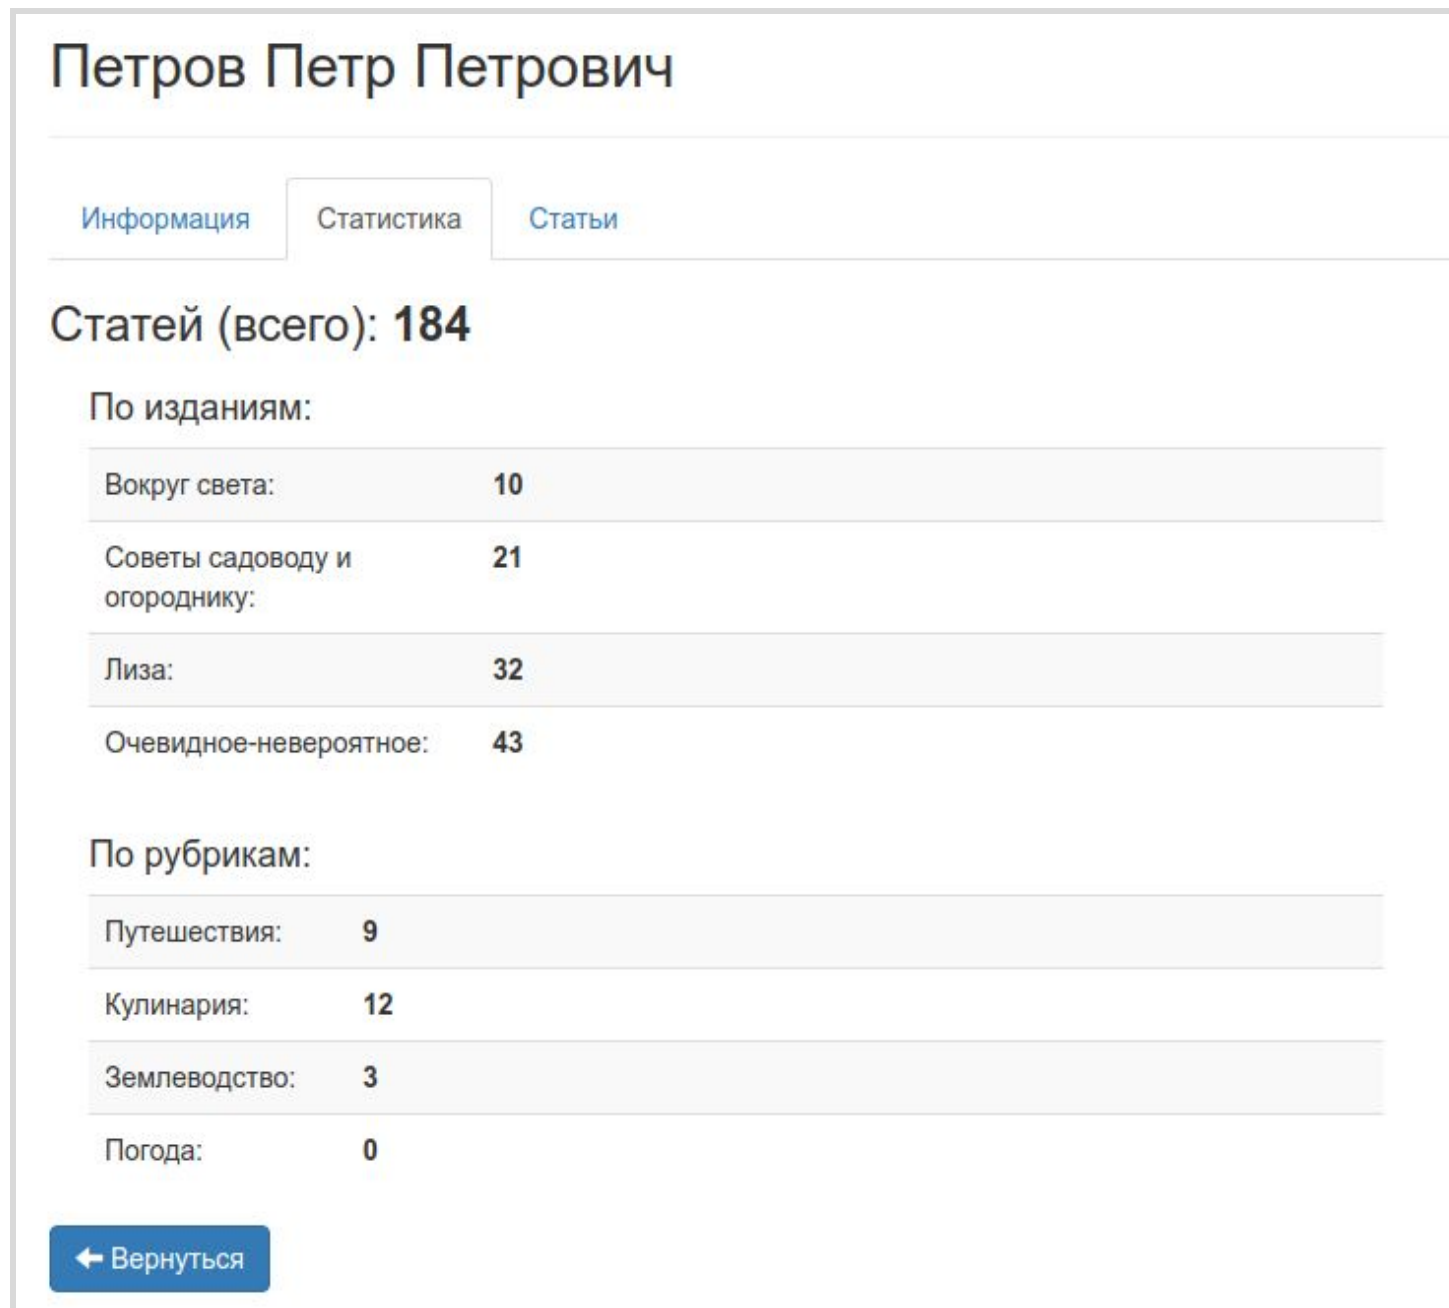 Петров Петр Петрович
Информация Статистика Статьи
Статей (всего): 184
По изданиям:
Вокруг света: 10
Советы садоводу и 21
огороднику:
Лиза: 32
Очевидное-невероятное: 43
По рубрикам:
Путешествия: 9
Кулинария: 12
Землеводство: 3
Погода: 0
Вернуться